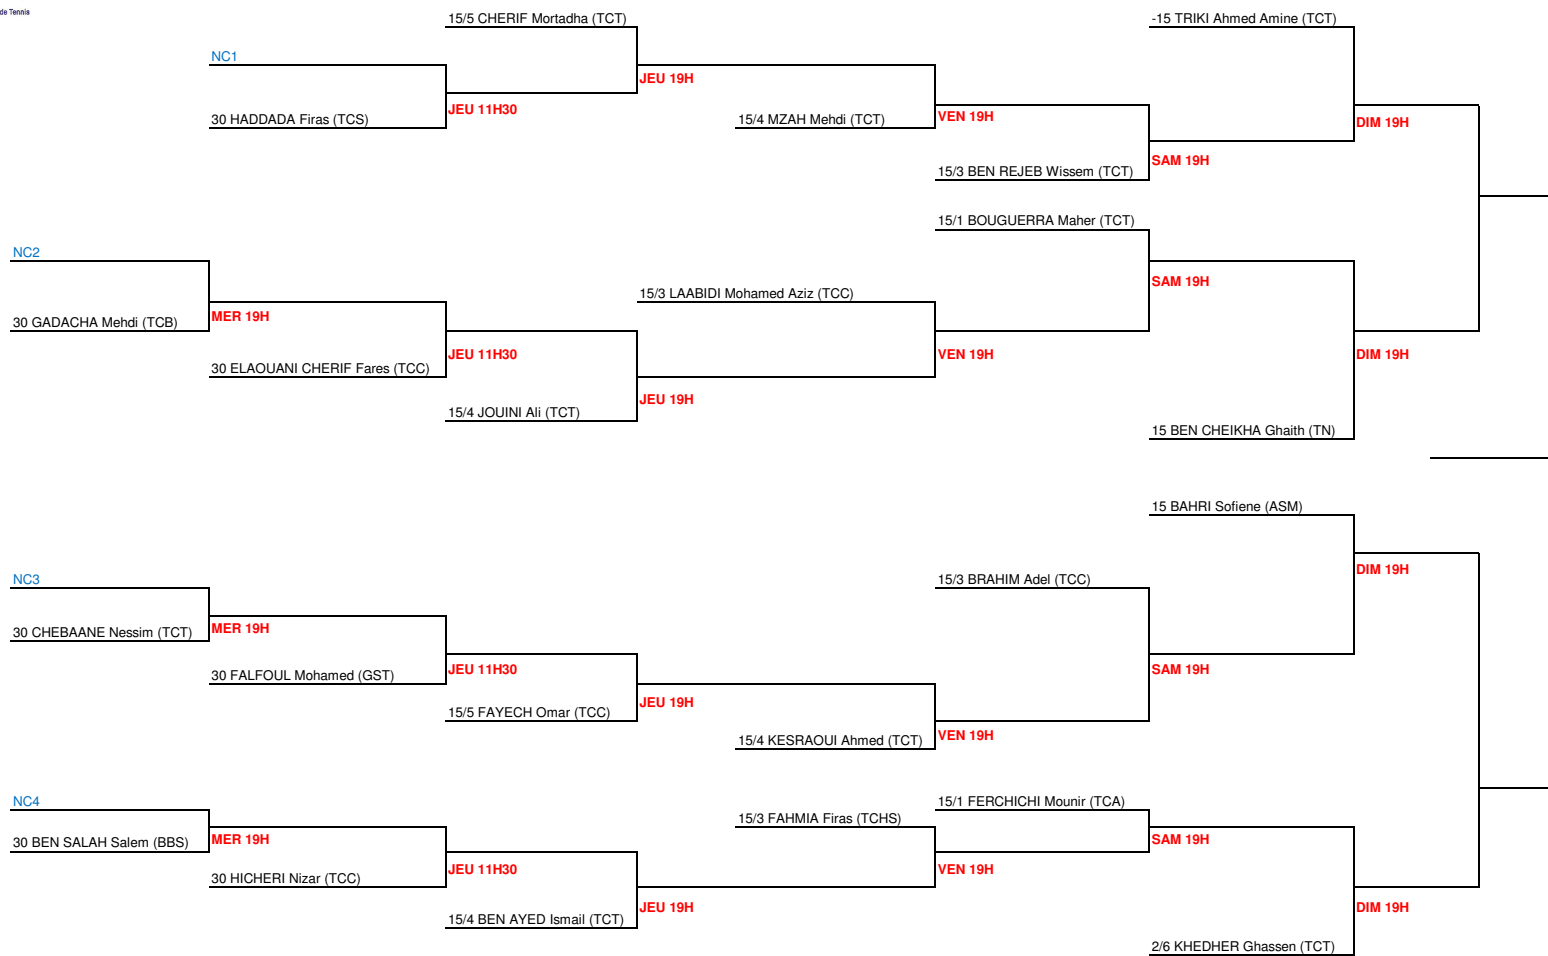 de Tennis
15/5 CHERIF Mortadha (TCT)
-15 TRIKI Ahmed Amine (TCT)
NC1
JEU 19H
30 HADDADA Firas (TCS)
JEU 11H30
15/4 MZAH Mehdi (TCT)
VEN 19H
DIM 19H
15/3 BEN REJEB Wissem (TCT)
SAM 19H
15/1 BOUGUERRA Maher (TCT)
NC2
SAM 19H
15/3 LAABIDI Mohamed Aziz (TCC)
30 GADACHA Mehdi (TCB)
MER 19H
30 ELAOUANI CHERIF Fares (TCC)
JEU 11H30
VEN 19H
DIM 19H
15/4 JOUINI Ali (TCT)
JEU 19H
15 BEN CHEIKHA Ghaith (TN)
15 BAHRI Sofiene (ASM)
NC3
15/3 BRAHIM Adel (TCC)
DIM 19H
30 CHEBAANE Nessim (TCT)
MER 19H
30 FALFOUL Mohamed (GST)
JEU 11H30
SAM 19H
15/5 FAYECH Omar (TCC)
JEU 19H
15/4 KESRAOUI Ahmed (TCT)
VEN 19H
NC4
15/1 FERCHICHI Mounir (TCA)
15/3 FAHMIA Firas (TCHS)
30 BEN SALAH Salem (BBS)
MER 19H
SAM 19H
30 HICHERI Nizar (TCC)
JEU 11H30
VEN 19H
15/4 BEN AYED Ismail (TCT)
JEU 19H
DIM 19H
2/6 KHEDHER Ghassen (TCT)